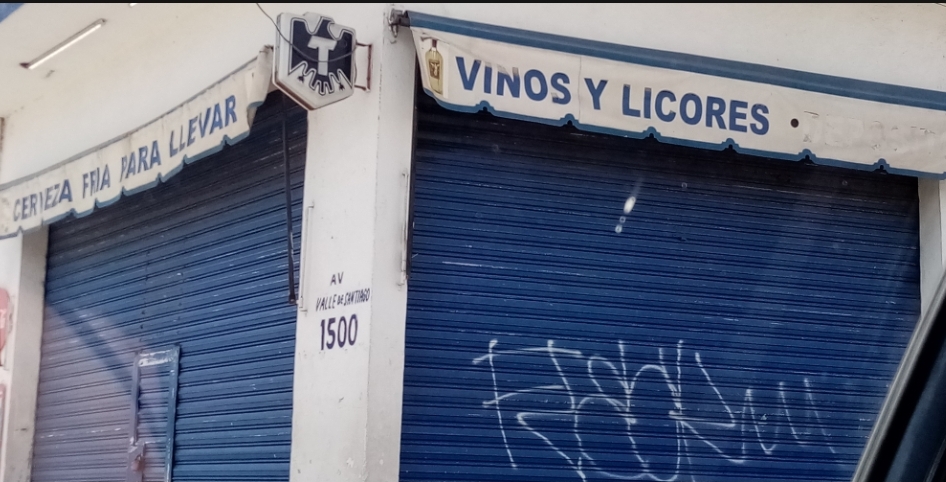 CERVEZA FRIA PARA LLEVAR
T
VINOS Y LICORES
AV
VALLE DE SANTIAGO
1500